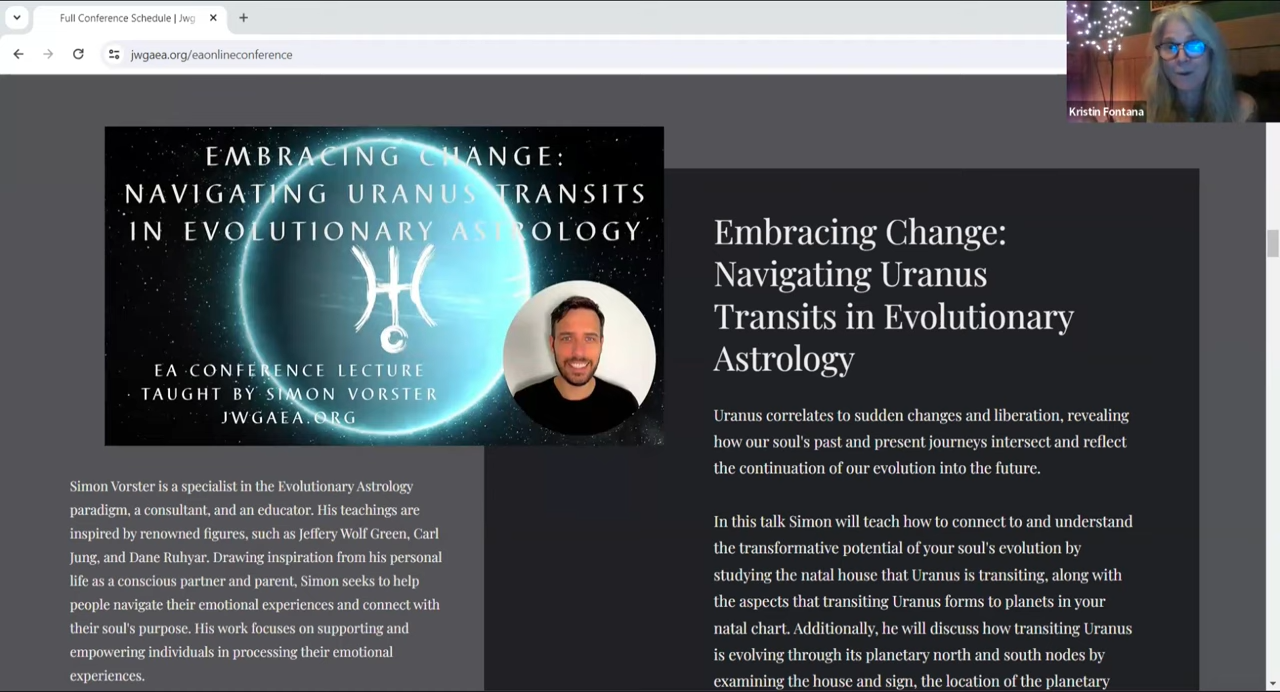 Full Conference Schedule | Jwg
jwgaea.org/eaonlineconference
Kristin Fontana
EMBRACING CHANGE:
NAVIGATING URANUS TRANSITS
IN EVOLUTIONARY ASTROLOGY
EA CONFERENCE LECTURE
TAUGHT BY SIMON VORSTER
JWGAEA.ORG
Simon Vorster is a specialist in the Evolutionary Astrology
paradigm, a consultant, and an educator. His teachings are
inspired by renowned figures, such as Jeffery Wolf Green, Carl
Jung, and Dane Ruhyar. Drawing inspiration from his personal
life as a conscious partner and parent, Simon seeks to help
people navigate their emotional experiences and connect with
their soul's purpose. His work focuses on supporting and
empowering individuals in processing their emotional
experiences.
Embracing Change:
Navigating Uranus
Transits in Evolutionary
Astrology
Uranus correlates to sudden changes and liberation, revealing
how our soul's past and present journeys intersect and reflect
the continuation of our evolution into the future.
In this talk Simon will teach how to connect to and understand
the transformative potential of your soul's evolution by
studying the natal house that Uranus is transiting, along with
the aspects that transiting Uranus forms to planets in your
natal chart. Additionally, he will discuss how transiting Uranus
is evolving through its planetary north and south nodes by
examining the house and sign, the location of the planetary